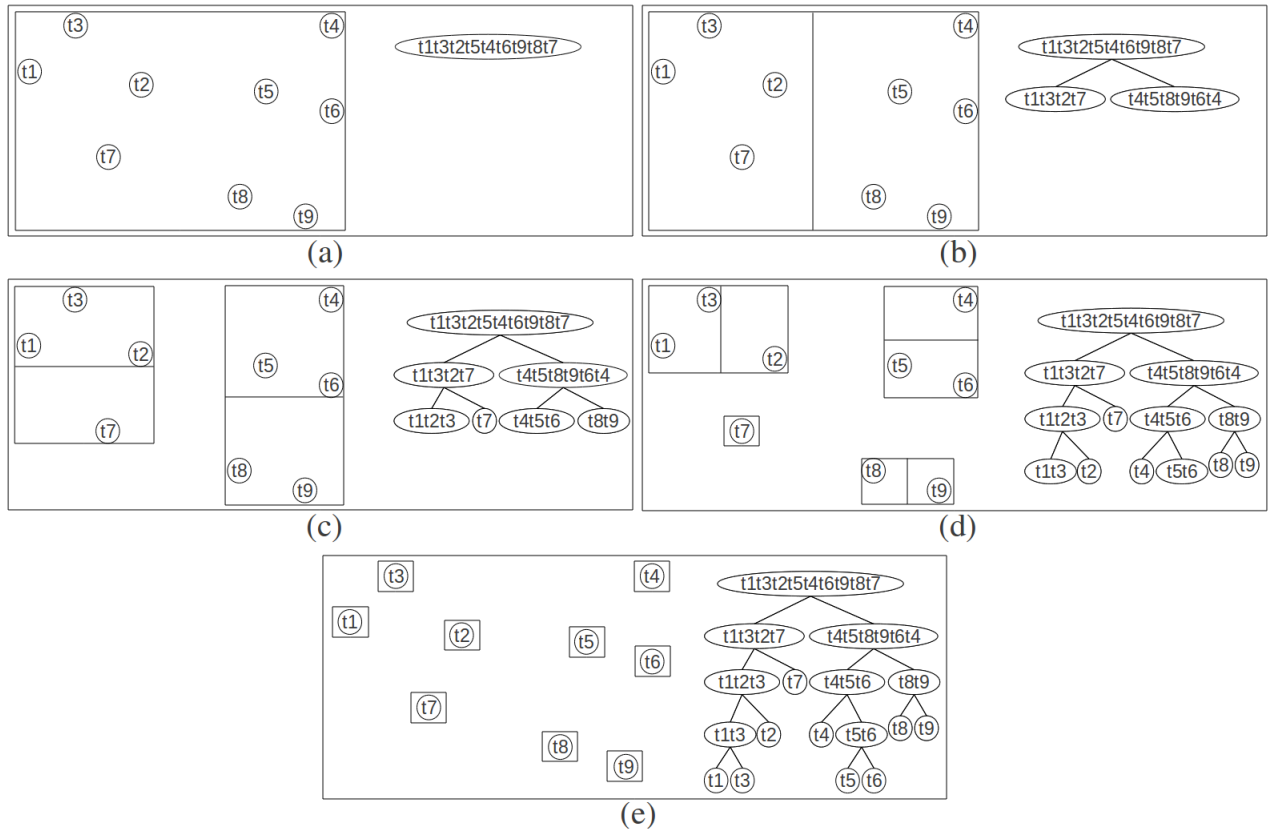 t3 t4 t1t3t2t5t4t6t9t8t7
t1 t2 t5
t6
t7
t8
t9
(a)
t3 t4 t1t3t2t5t4t6t9t8t7
t1 t2 t5 t1t3t2t7 t4t5t8t9t6t4
t6
t7
t8
t9
(b)
t3 t4
t1 t2 t1t3t2t5t4t6t9t8t7
t5 t1t3t2t7 t4t5t8t9t6t4
t6
t7 t1t2t3 t7 t4t5t6 t8t9
t8
t9
(c)
t3 t4
t1 t2 t1t3t2t5t4t6t9t8t7
t5 t1t3t2t7 t4t5t8t9t6t4
t6
t7 t1t2t3 t7 t4t5t6 t8t9
t8 t1t3 t2 t4 t5t6 t8 t9
t9
(d)
t3 t4 t1t3t2t5t4t6t9t8t7
t1
t2 t5 t1t3t2t7 t4t5t8t9t6t4
t6
t7 t1t2t3 t7 t4t5t6 t8t9
t8 t1t3 t2 t4 t5t6 t8 t9
t9 t1 t3 t5 t6
(e)